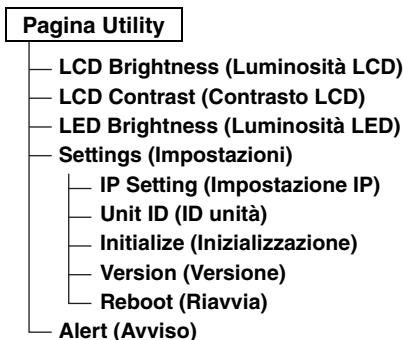 Pagina Utility
LCD Brightness (Luminosità LCD)
LCD Contrast (Contrasto LCD)
LED Brightness (Luminosità LED)
Settings (Impostazioni)
IP Setting (Impostazione IP)
Unit ID (ID unità)
Initialize (Inizializzazione)
Version (Versione)
Reboot (Riavvia)
Alert (Avviso)